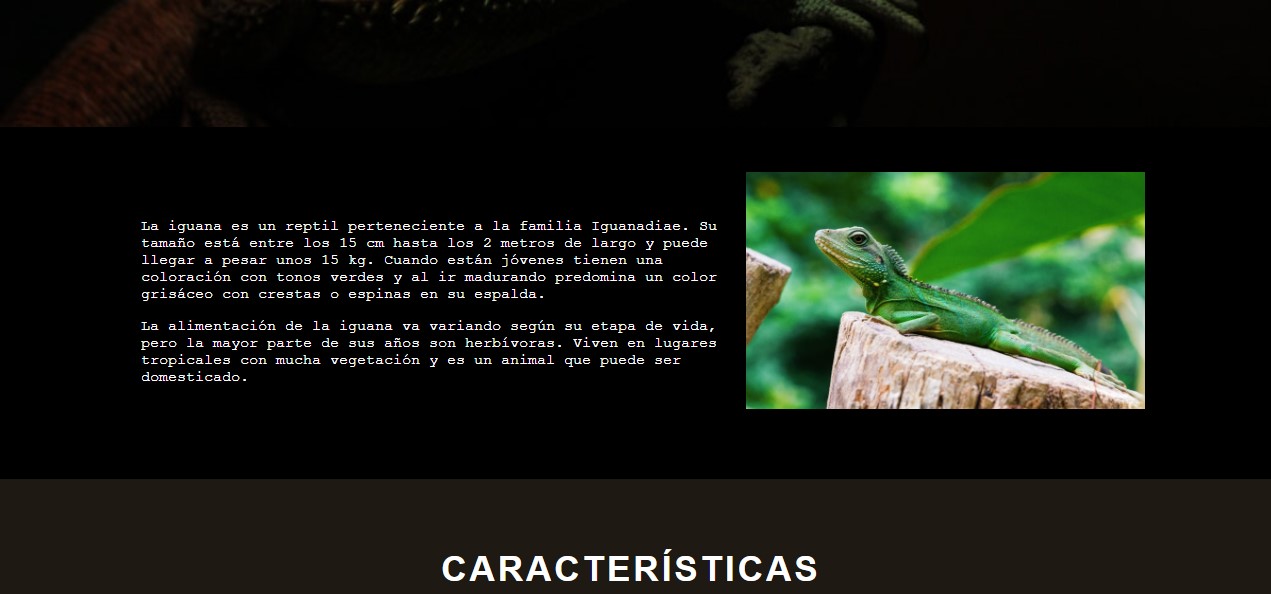 La iguana es un reptil perteneciente a la familia Iguanadiae. Su
tamaño está entre los 15 cm hasta los 2 metros de largo y puede
llegar a pesar unos 15 kg. Cuando están jóvenes tienen una
coloración con tonos verdes y al ir madurando predomina un color
grisáceo con crestas o espinas en su espalda.
La alimentación de la iguana va variando según su etapa de vida,
pero la mayor parte de sus años son herbívoras. Viven en lugares
tropicales con mucha vegetación y es un animal que puede ser
domesticado.
CARACTERÍSTICAS